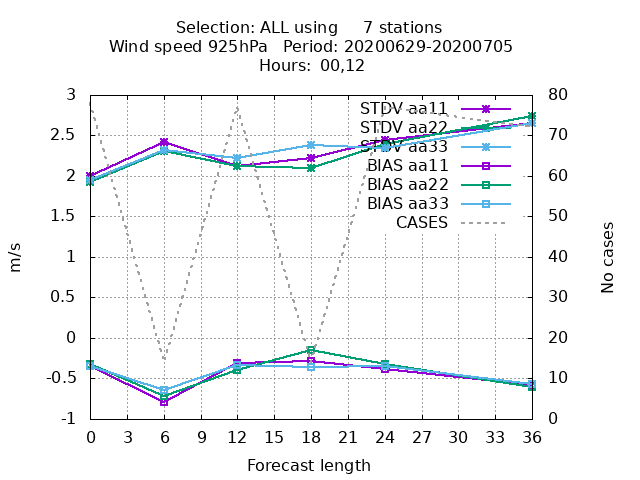 Selection: ALL using 7 stations
Wind speed 925hPa Period: 20200629-20200705
Hours: 00,12
STDV aa11
STDV aa22
STDV aa33
BIAS aa11
BIAS aa22
BIAS aa33
CASES
3
2.5
2
1.5
1
0.5
0
-0.5
-1
80
70
60
50
40
30
20
10
0
m/s
No cases
0 3 6 9 12 15 18 21 24 27 30 33 36
Forecast length